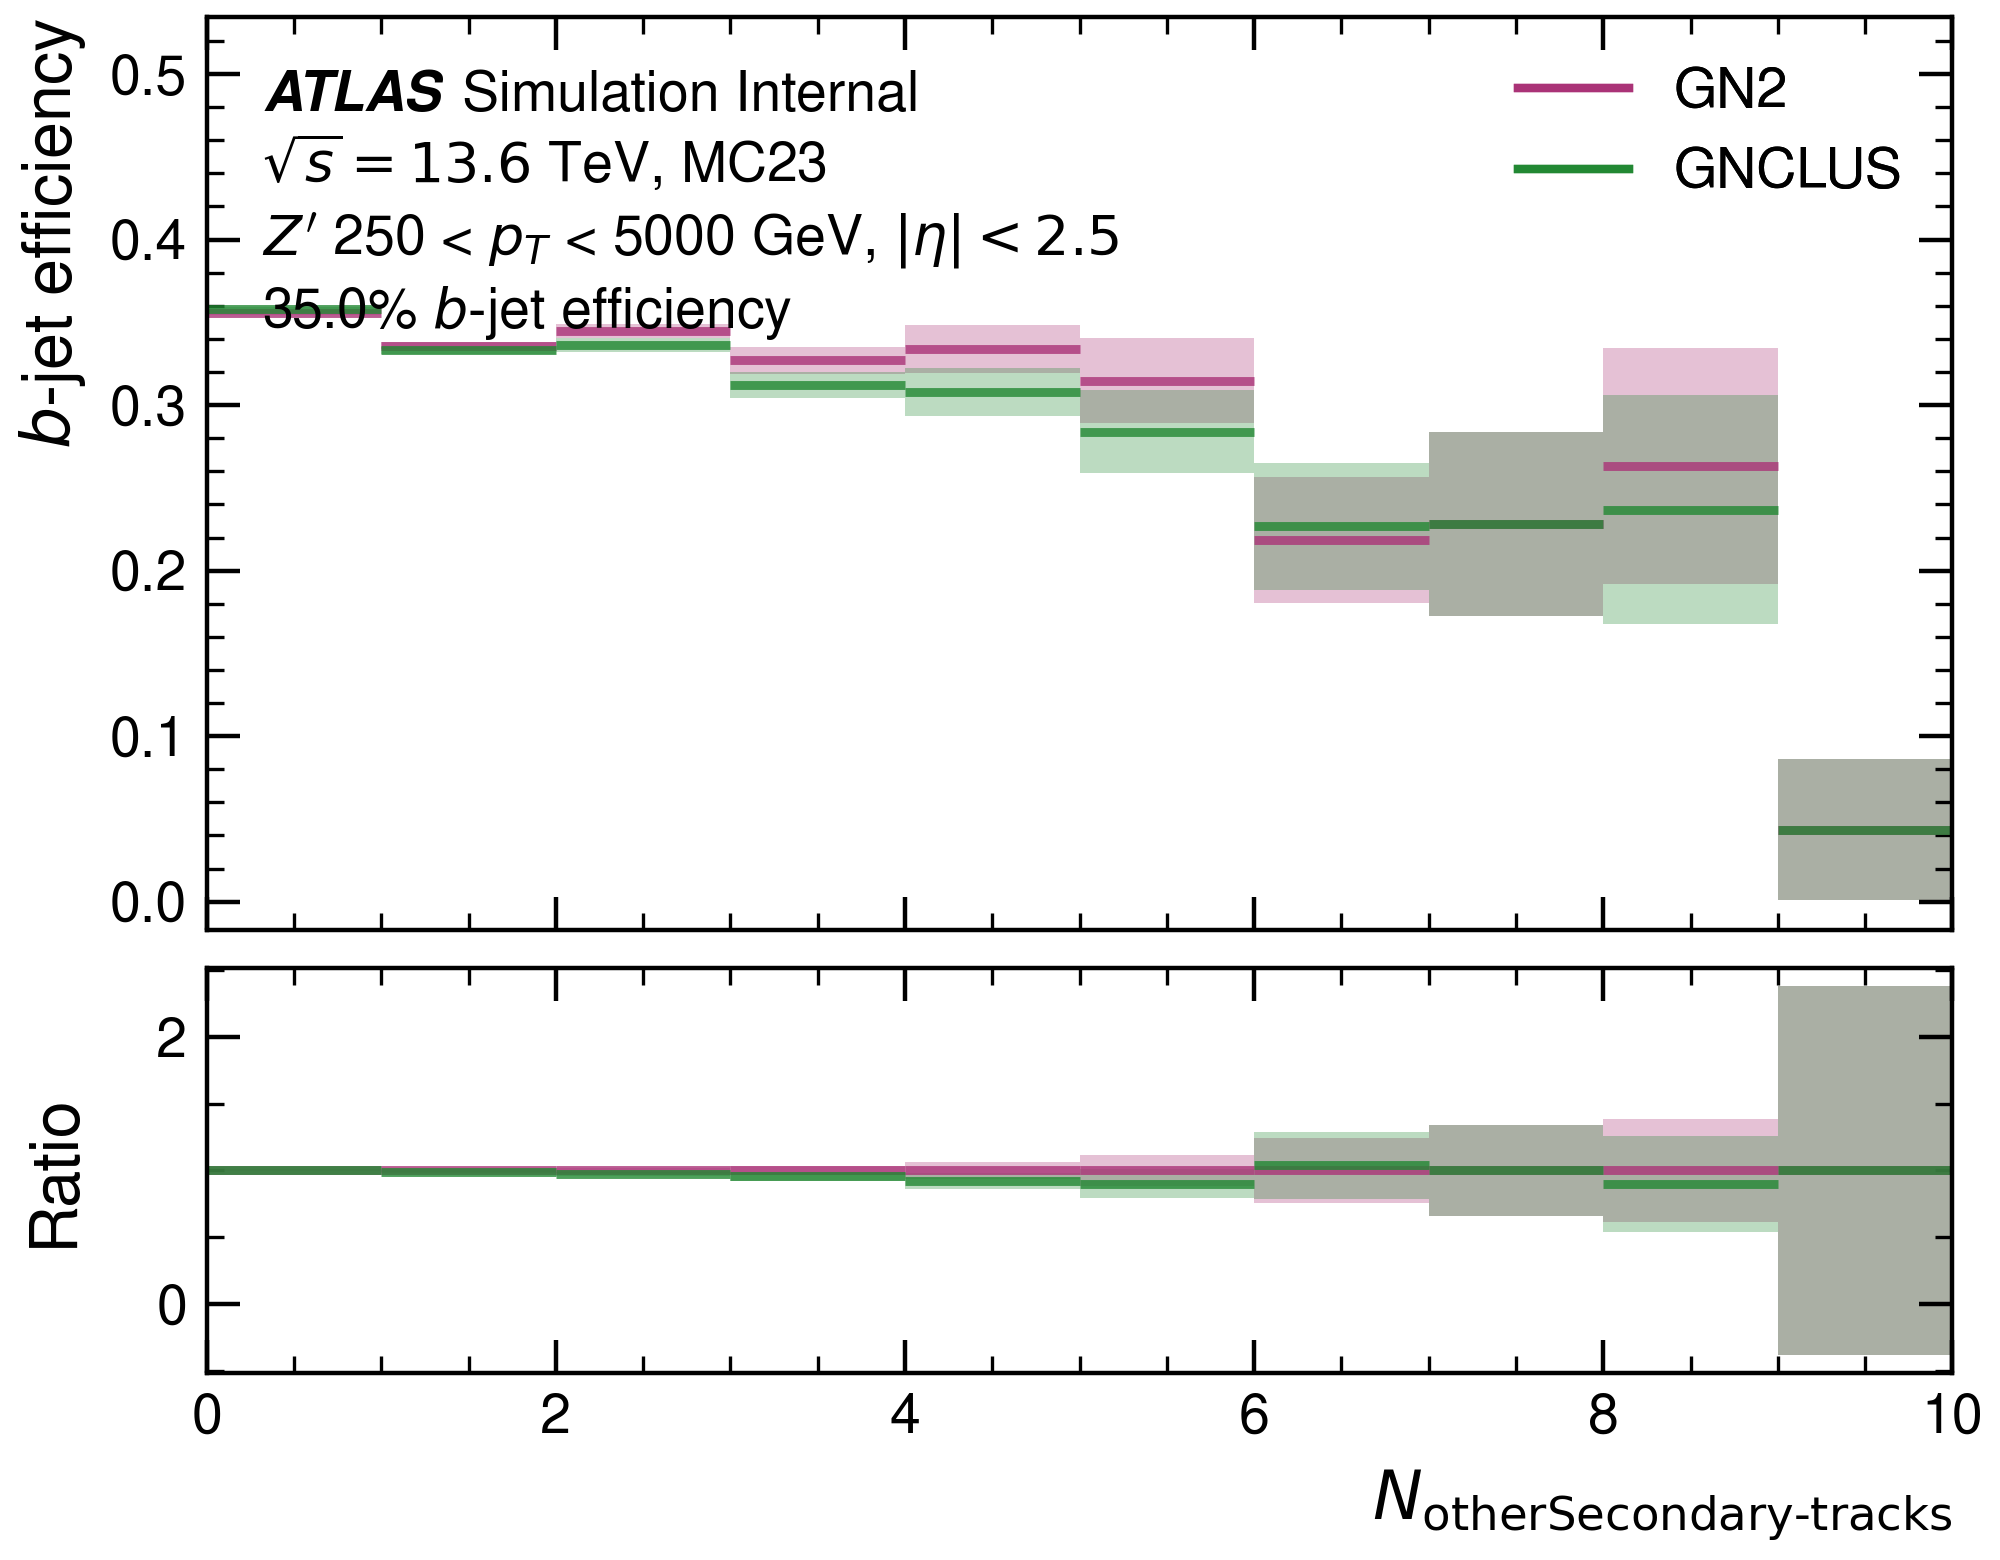 b-jet efficiency
0.5
0.4
0.3
0.2
0.1
0.0
ATLAS Simulation Internal
√s = 13.6 TeV, MC23
Z′ 250 < p_T < 5000 GeV, |η| < 2.5
35.0% b-jet efficiency
GN2
GNCLUS
Ratio
2
0
0 2 4 6 8 10
N_otherSecondary-tracks